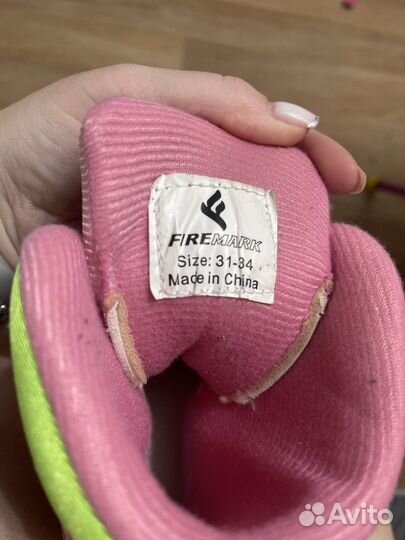 FIREMARK
Size: 31-34
Made in China
Avito